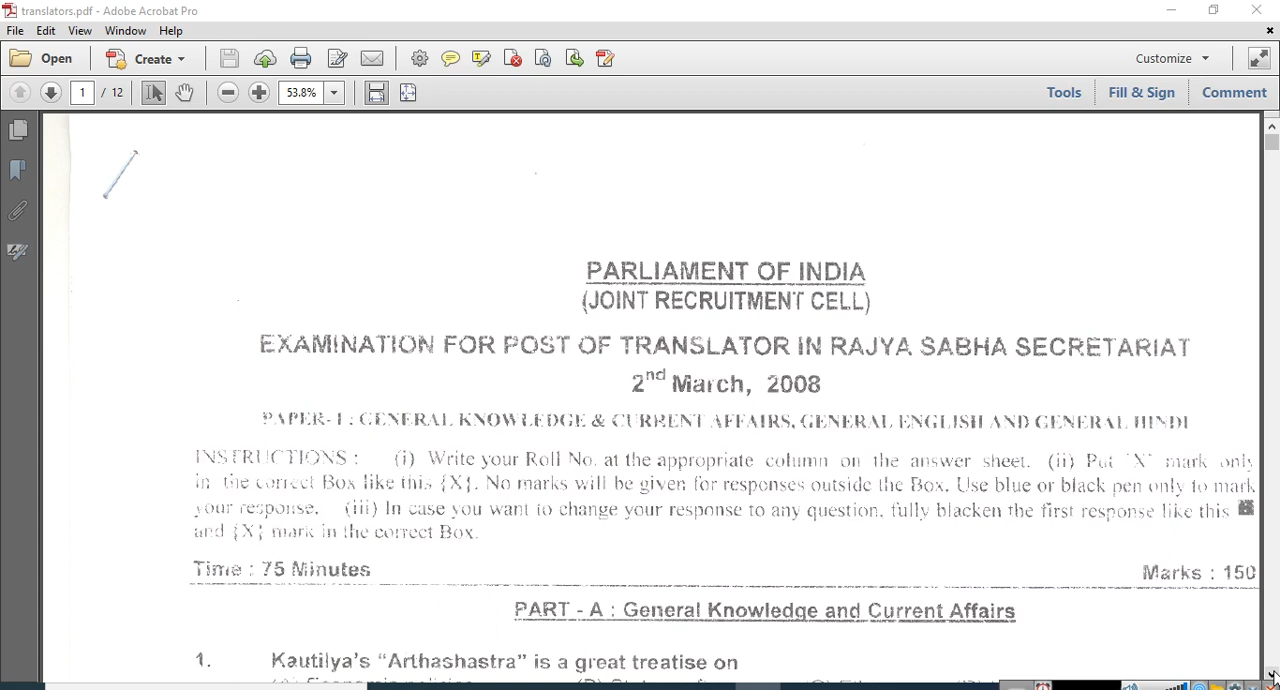 translators.pdf - Adobe Acrobat Pro
File Edit View Window Help
Open Create Customize
1 / 12 53.8% Tools Fill & Sign Comment
PARLIAMENT OF INDIA
(JOINT RECRUITMENT CELL)
EXAMINATION FOR POST OF TRANSLATOR IN RAJYA SABHA SECRETARIAT
2nd March, 2008
PAPER-I : GENERAL KNOWLEDGE & CURRENT AFFAIRS, GENERAL ENGLISH AND GENERAL HINDI
INSTRUCTIONS : (i) Write your Roll No. at the appropriate column on the answer sheet. (ii) Put `X' mark only
in the correct Box like this {X}. No marks will be given for responses outside the Box. Use blue or black pen only to mark
your response. (iii) In case you want to change your response to any question, fully blacken the first response like this
and {X} mark in the correct Box.
Time : 75 Minutes
Marks : 150
PART - A : General Knowledge and Current Affairs
1. Kautilya's "Arthashastra" is a great treatise on